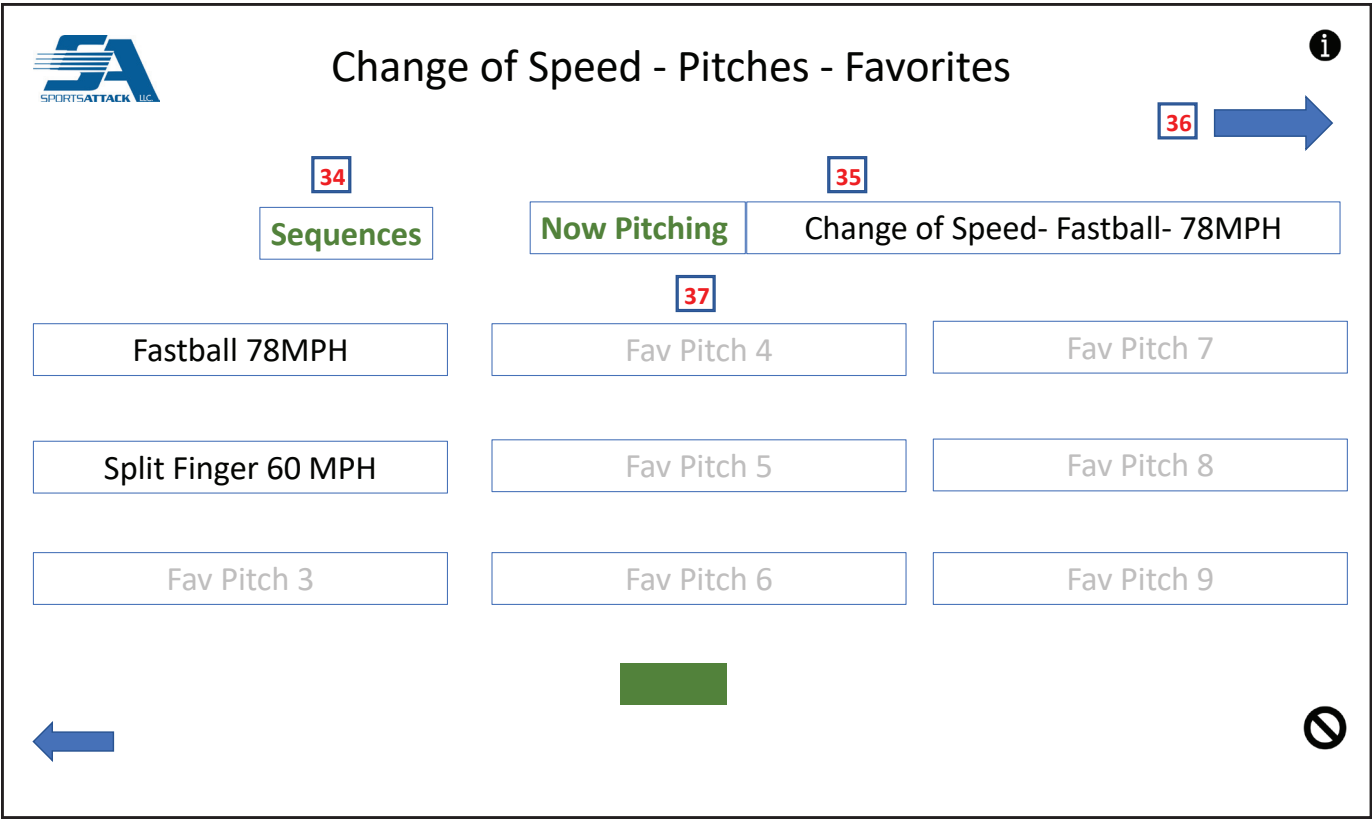 SPORTSATTACK LLC.
Change of Speed - Pitches - Favorites
36
34
35
Sequences
Now Pitching
Change of Speed- Fastball- 78MPH
37
Fastball 78MPH
Fav Pitch 4
Fav Pitch 7
Split Finger 60 MPH
Fav Pitch 5
Fav Pitch 8
Fav Pitch 3
Fav Pitch 6
Fav Pitch 9